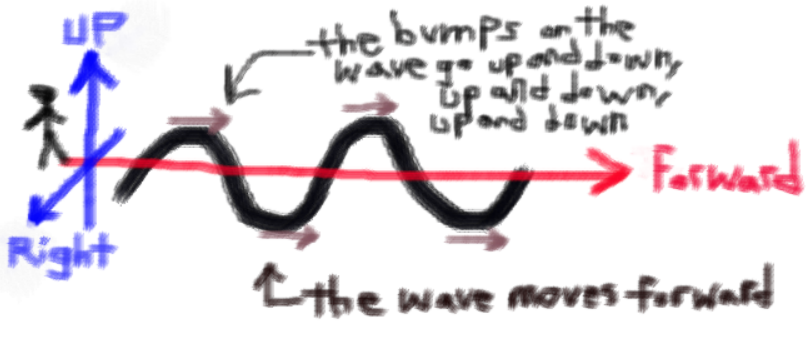 UP
the bumps on the
wave go up and down,
up and down,
up and down
Forward
Right
the wave moves forward